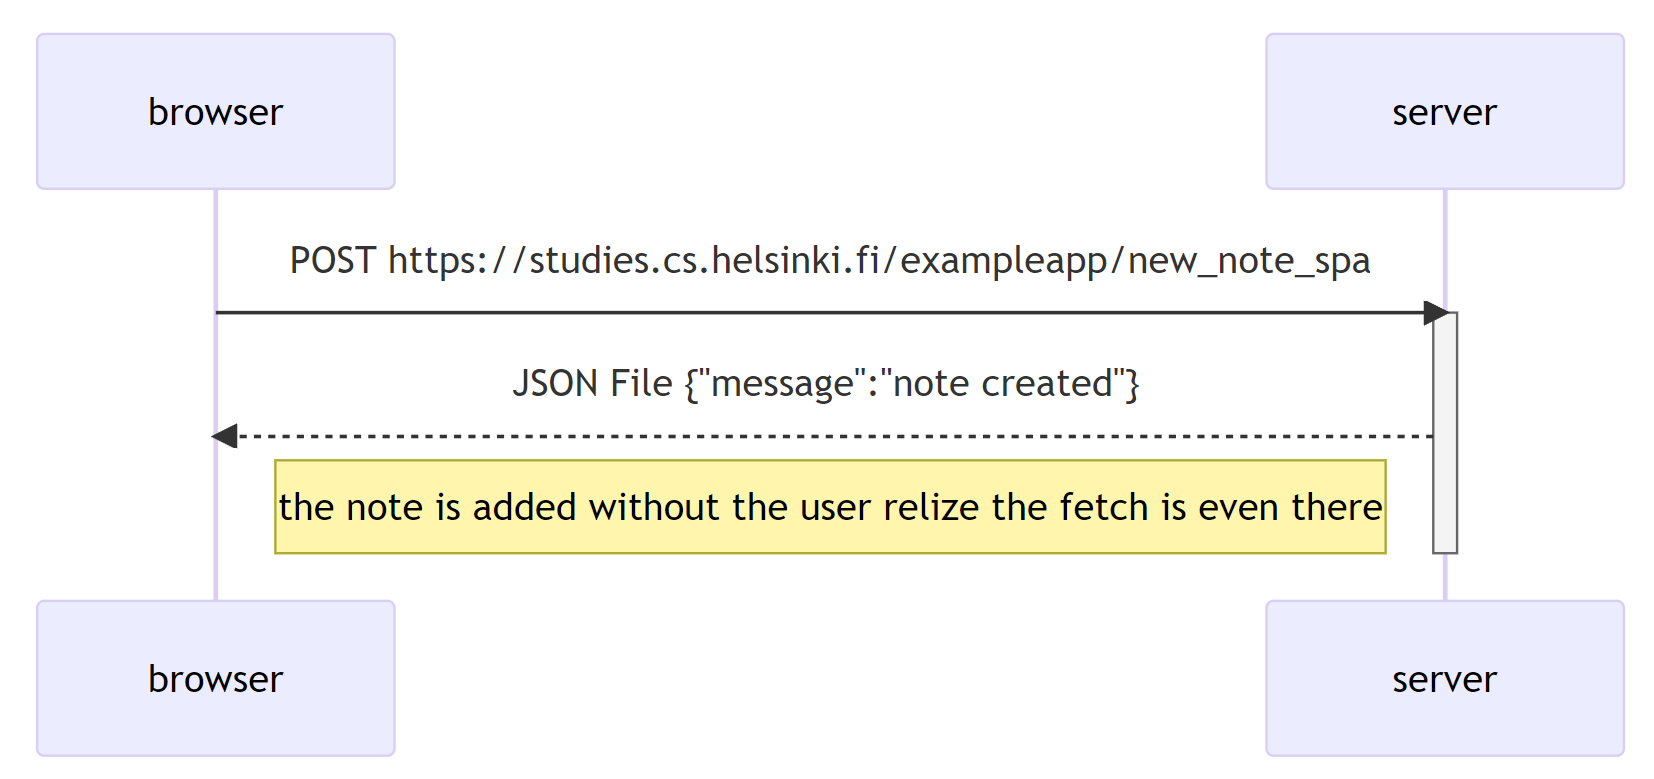 browser
server
POST https://studies.cs.helsinki.fi/exampleapp/new_note_spa
JSON File {"message":"note created"}
the note is added without the user relize the fetch is even there
browser
server